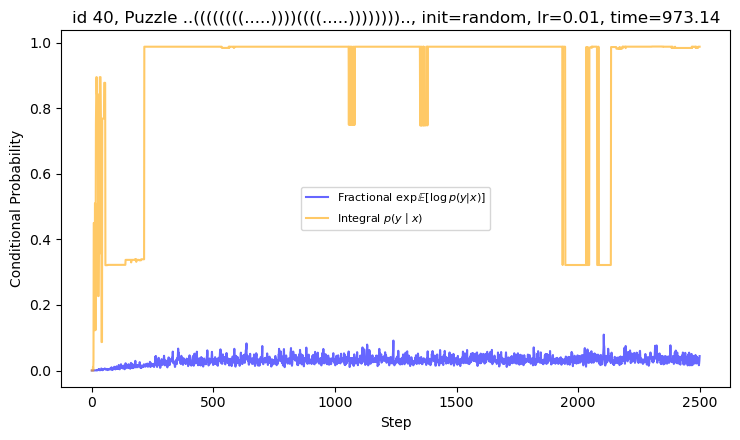 id 40, Puzzle ..((((((((.....))))((((.....)))))))).., init=random, lr=0.01, time=973.14
1.0
0.8
0.6
0.4
0.2
0.0
Conditional Probability
Fractional exp𝔼[log p(y|x)]
Integral p(y | x)
0
500
1000
1500
2000
2500
Step